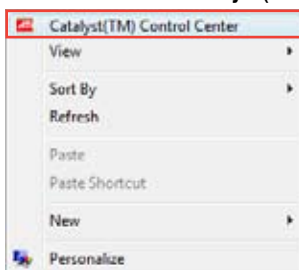 Catalyst(TM) Control Center
View
Sort By
Refresh
Paste
Paste Shortcut
New
Personalize